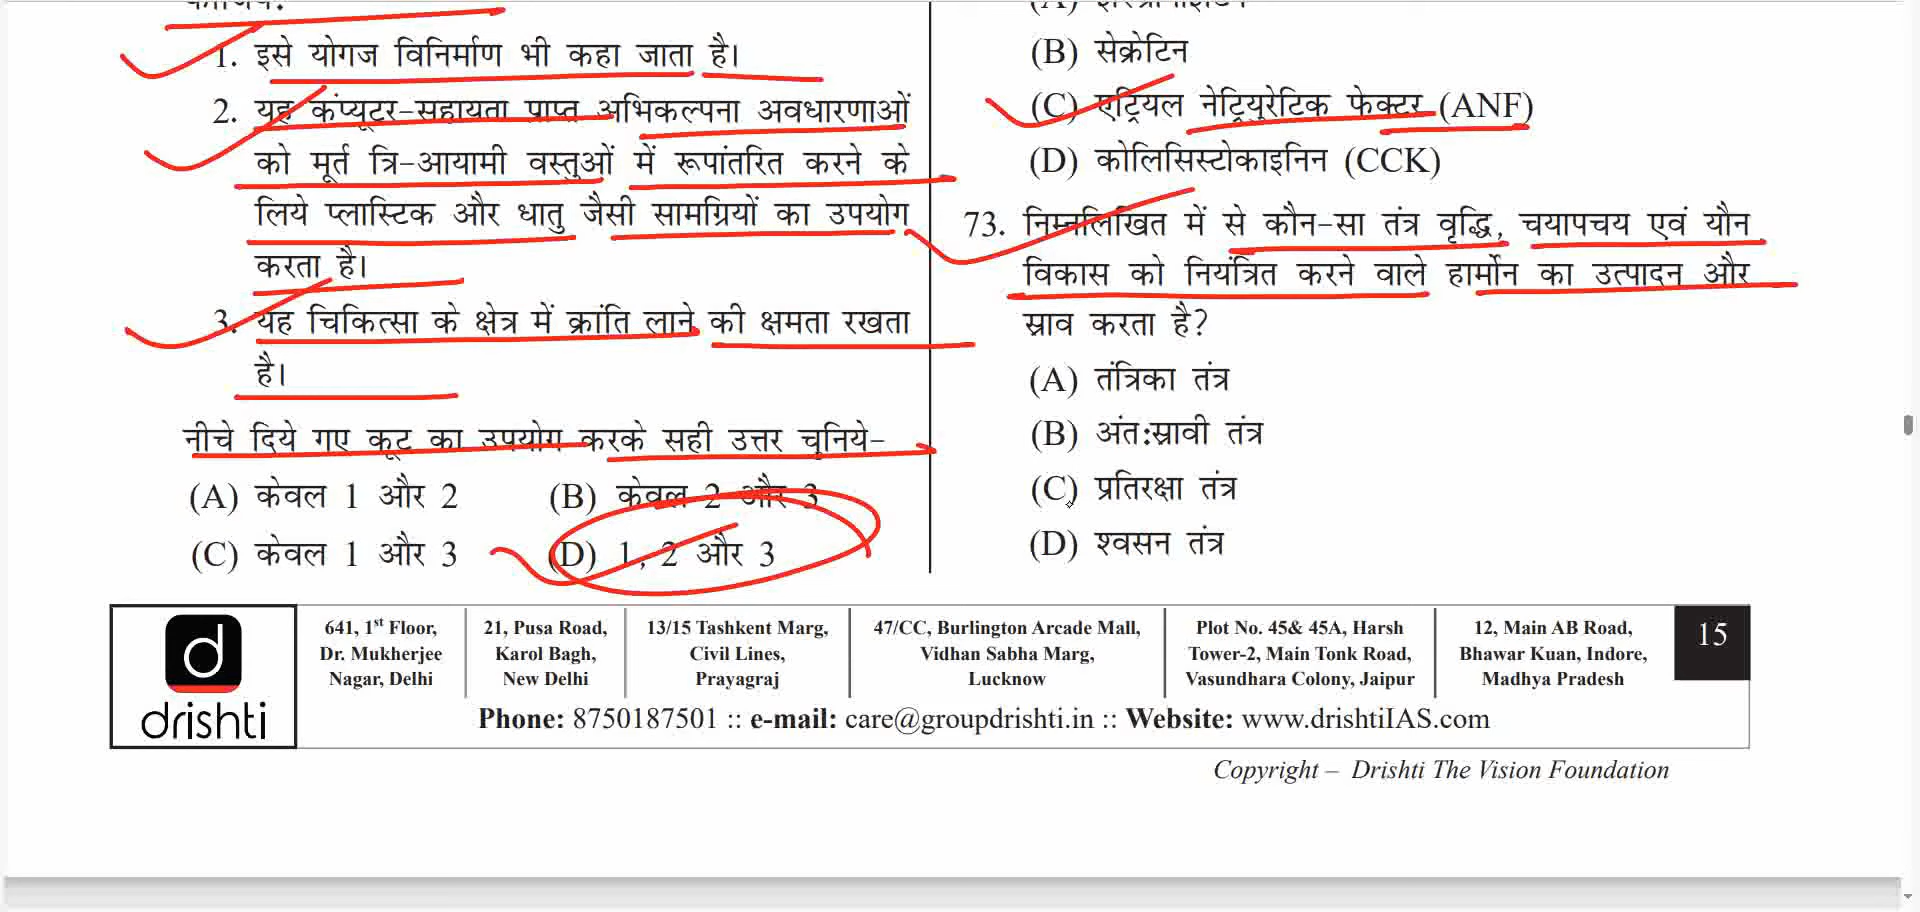 1. इसे योगज विनिर्माण भी कहा जाता है।
2. यह कंप्यूटर-सहायता प्राप्त अभिकल्पना अवधारणाओं
को मूर्त त्रि-आयामी वस्तुओं में रूपांतरित करने के
लिये प्लास्टिक और धातु जैसी सामग्रियों का उपयोग
करता है।
3. यह चिकित्सा के क्षेत्र में क्रांति लाने की क्षमता रखता
है।
नीचे दिये गए कूट का उपयोग करके सही उत्तर चुनिये-
(A) केवल 1 और 2 (B) केवल 2 और 3
(C) केवल 1 और 3 (D) 1, 2 और 3
(B) सेक्रेटिन
(C) एट्रियल नेट्रियुरेटिक फेक्टर (ANF)
(D) कोलिसिस्टोकाइनिन (CCK)
73. निम्नलिखित में से कौन-सा तंत्र वृद्धि, चयापचय एवं यौन
विकास को नियंत्रित करने वाले हार्मोन का उत्पादन और
स्राव करता है?
(A) तंत्रिका तंत्र
(B) अंतःस्रावी तंत्र
(C) प्रतिरक्षा तंत्र
(D) श्वसन तंत्र
d
drishti
641, 1st Floor,
Dr. Mukherjee
Nagar, Delhi
21, Pusa Road,
Karol Bagh,
New Delhi
13/15 Tashkent Marg,
Civil Lines,
Prayagraj
47/CC, Burlington Arcade Mall,
Vidhan Sabha Marg,
Lucknow
Plot No. 45& 45A, Harsh
Tower-2, Main Tonk Road,
Vasundhara Colony, Jaipur
12, Main AB Road,
Bhawar Kuan, Indore,
Madhya Pradesh
15
Phone: 8750187501 :: e-mail: care@groupdrishti.in :: Website: www.drishtiIAS.com
Copyright – Drishti The Vision Foundation